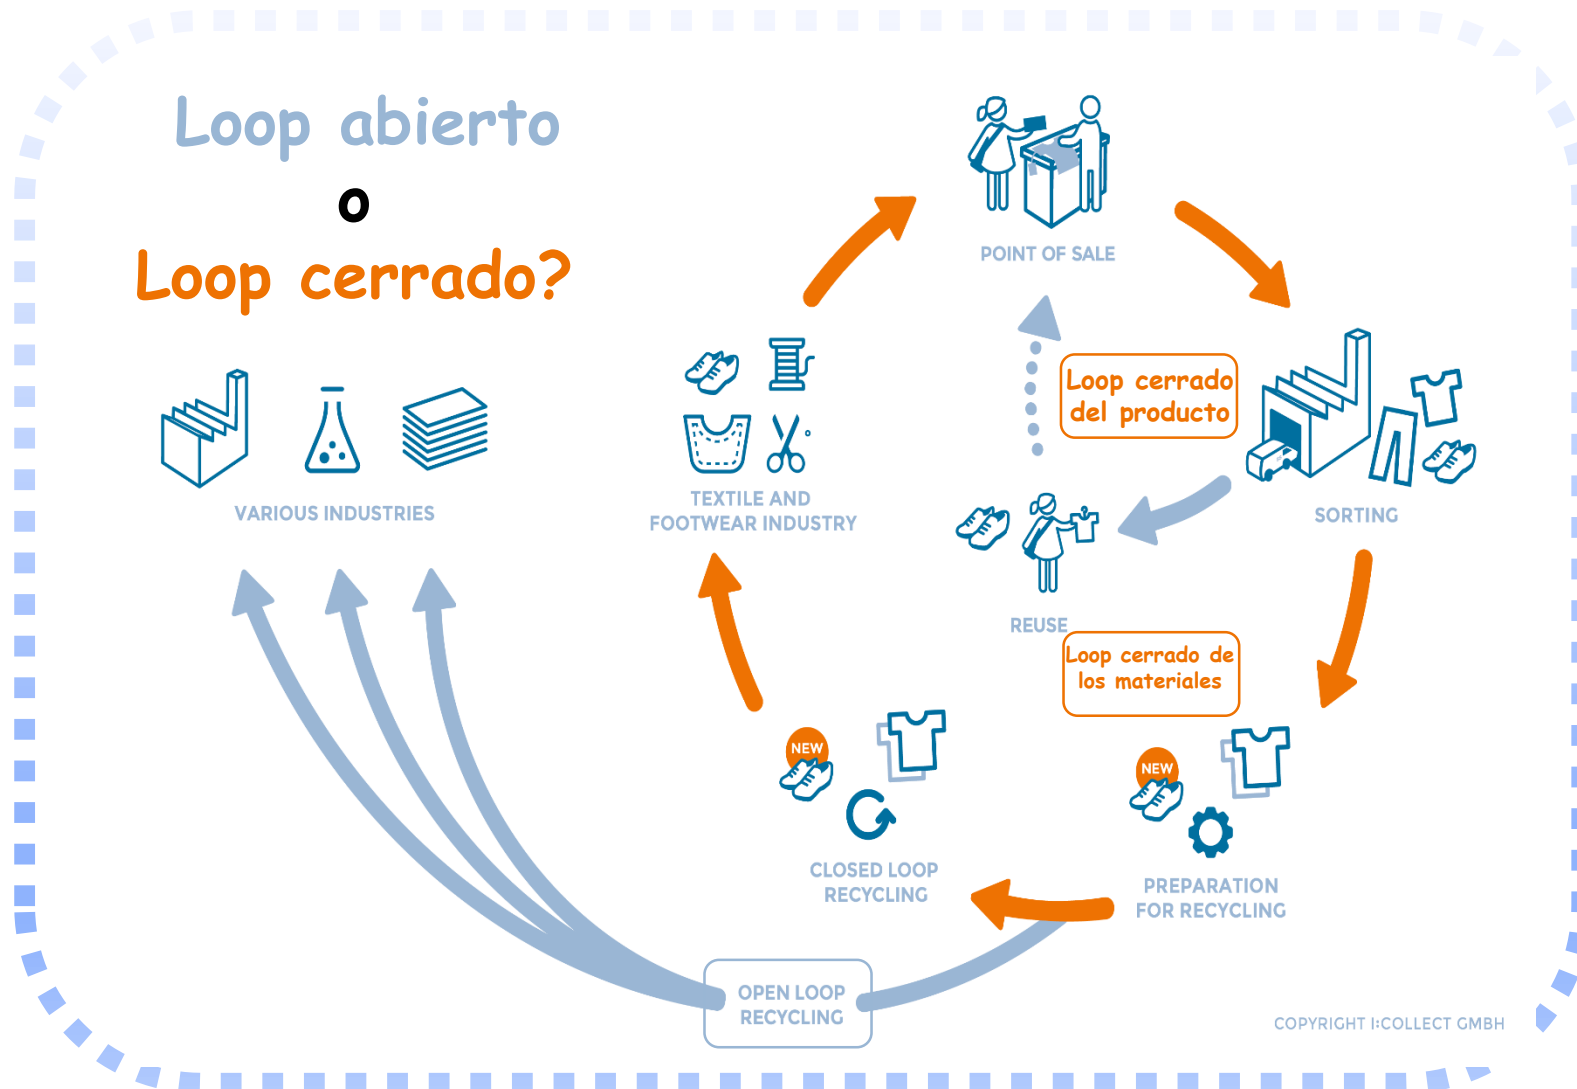 Loop abierto
o
Loop cerrado?
POINT OF SALE
Loop cerrado
del producto
VARIOUS INDUSTRIES
TEXTILE AND
FOOTWEAR INDUSTRY
SORTING
REUSE
Loop cerrado de
los materiales
NEW
NEW
CLOSED LOOP
RECYCLING
PREPARATION
FOR RECYCLING
OPEN LOOP
RECYCLING
COPYRIGHT I:COLLECT GMBH